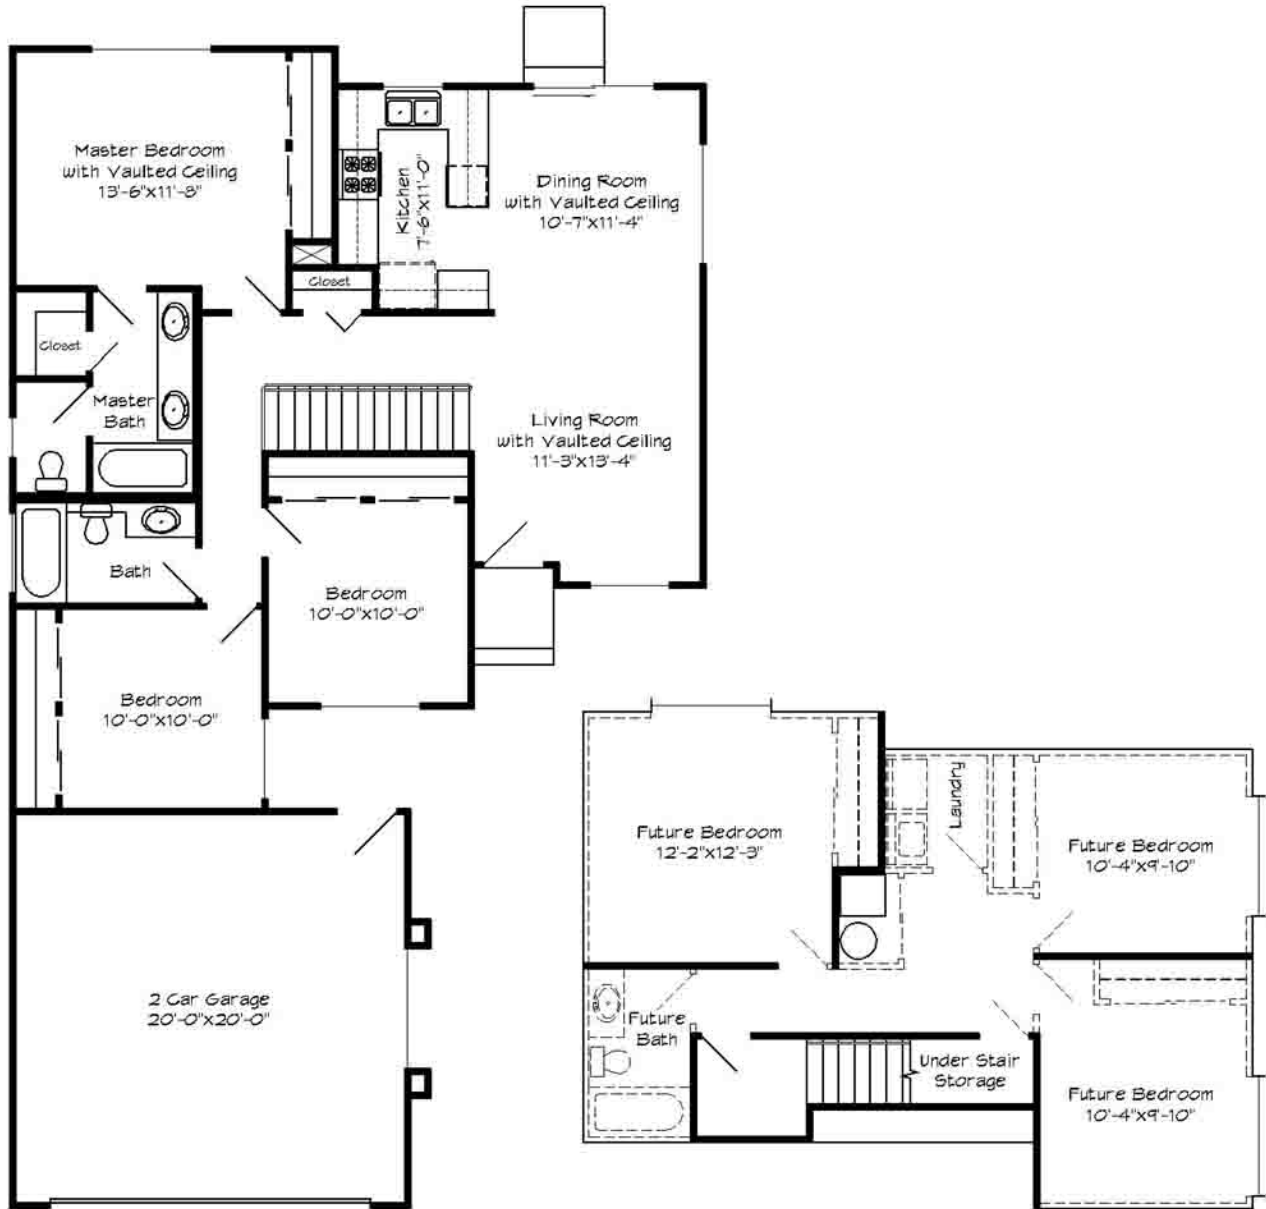 Master Bedroom
with Vaulted Ceiling
13'-6"x11'-8"
Kitchen
7'-6"x11'-0"
Dining Room
with Vaulted Ceiling
10'-7"x11'-4"
Closet
Closet
Master
Bath
Living Room
with Vaulted Ceiling
11'-3"x13'-4"
Bath
Bedroom
10'-0"x10'-0"
Bedroom
10'-0"x10'-0"
2 Car Garage
20'-0"x20'-0"
Future Bedroom
12'-2"x12'-3"
Laundry
Future Bedroom
10'-4"x9'-10"
Future
Bath
Under Stair
Storage
Future Bedroom
10'-4"x9'-10"